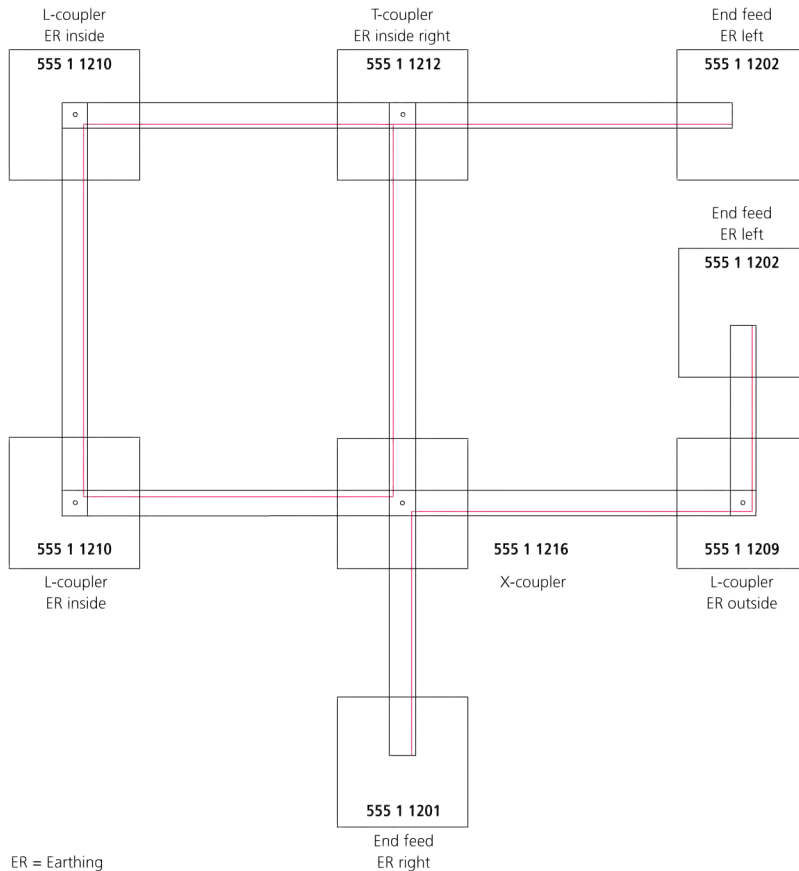 L-coupler
ER inside
555 1 1210
T-coupler
ER inside right
555 1 1212
End feed
ER left
555 1 1202
End feed
ER left
555 1 1202
555 1 1210
L-coupler
ER inside
555 1 1216
X-coupler
555 1 1209
L-coupler
ER outside
555 1 1201
End feed
ER right
ER = Earthing